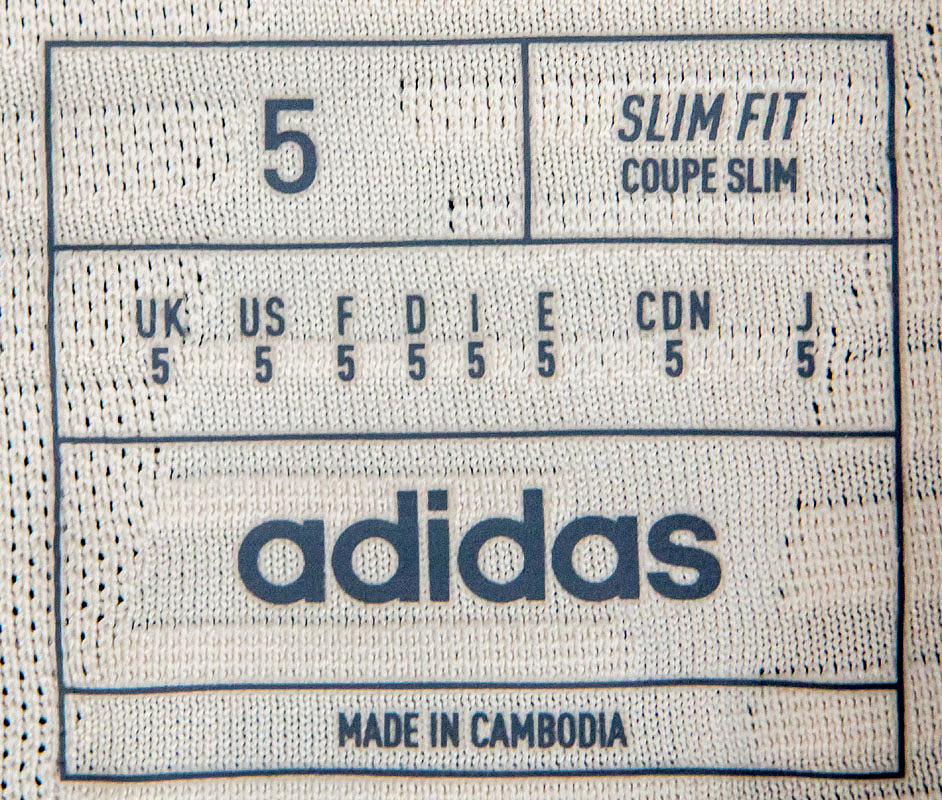 5
SLIM FIT
COUPE SLIM
UK US F D I E CDN J
5 5 5 5 5 5 5 5
adidas
MADE IN CAMBODIA